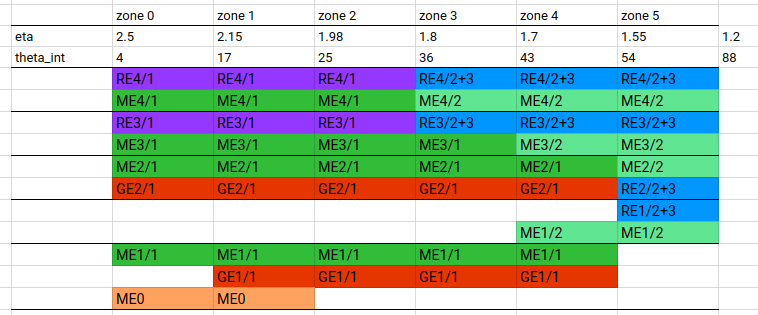 zone 0 zone 1 zone 2 zone 3 zone 4 zone 5
eta 2.5 2.15 1.98 1.8 1.7 1.55 1.2
theta_int 4 17 25 36 43 54 88
RE4/1 RE4/1 RE4/1 RE4/2+3 RE4/2+3 RE4/2+3
ME4/1 ME4/1 ME4/1 ME4/2 ME4/2 ME4/2
RE3/1 RE3/1 RE3/1 RE3/2+3 RE3/2+3 RE3/2+3
ME3/1 ME3/1 ME3/1 ME3/1 ME3/2 ME3/2
ME2/1 ME2/1 ME2/1 ME2/1 ME2/1 ME2/2
GE2/1 GE2/1 GE2/1 GE2/1 GE2/1 RE2/2+3
RE1/2+3
ME1/2 ME1/2
ME1/1 ME1/1 ME1/1 ME1/1 ME1/1
GE1/1 GE1/1 GE1/1 GE1/1
ME0 ME0